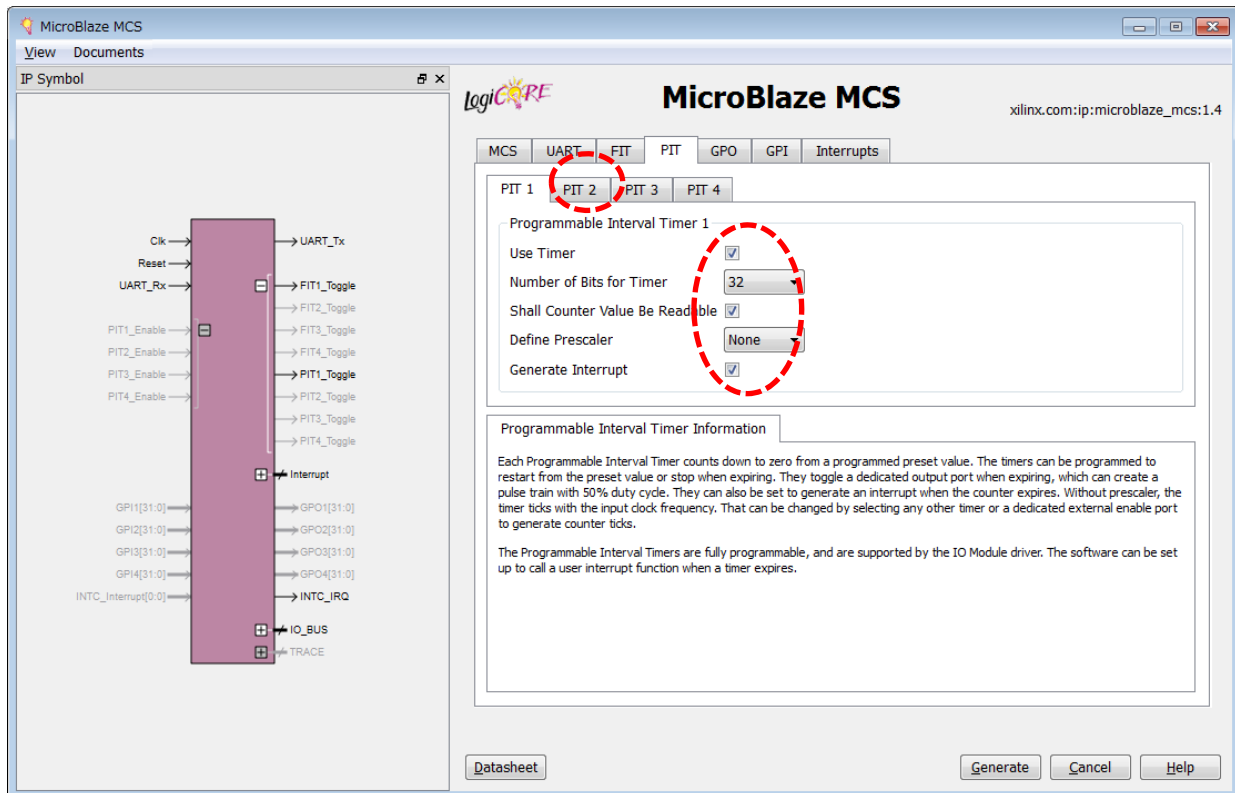 MicroBlaze MCS
View Documents
IP Symbol
Clk
Reset
UART_Rx
PIT1_Enable
PIT2_Enable
PIT3_Enable
PIT4_Enable
GPI1[31:0]
GPI2[31:0]
GPI3[31:0]
GPI4[31:0]
INTC_Interrupt[0:0]
UART_Tx
FIT1_Toggle
FIT2_Toggle
FIT3_Toggle
FIT4_Toggle
PIT1_Toggle
PIT2_Toggle
PIT3_Toggle
PIT4_Toggle
Interrupt
GPO1[31:0]
GPO2[31:0]
GPO3[31:0]
GPO4[31:0]
INTC_IRQ
IO_BUS
TRACE
LogiCORE
MicroBlaze MCS
xilinx.com:ip:microblaze_mcs:1.4
MCS UART FIT PIT GPO GPI Interrupts
PIT 1 PIT 2 PIT 3 PIT 4
Programmable Interval Timer 1
Use Timer
Number of Bits for Timer 32
Shall Counter Value Be Readable
Define Prescaler None
Generate Interrupt
Programmable Interval Timer Information
Each Programmable Interval Timer counts down to zero from a programmed preset value. The timers can be programmed to
restart from the preset value or stop when expiring. They toggle a dedicated output port when expiring, which can create a
pulse train with 50% duty cycle. They can also be set to generate an interrupt when the counter expires. Without prescaler, the
timer ticks with the input clock frequency. That can be changed by selecting any other timer or a dedicated external enable port
to generate counter ticks.
The Programmable Interval Timers are fully programmable, and are supported by the IO Module driver. The software can be set
up to call a user interrupt function when a timer expires.
Datasheet
Generate Cancel Help